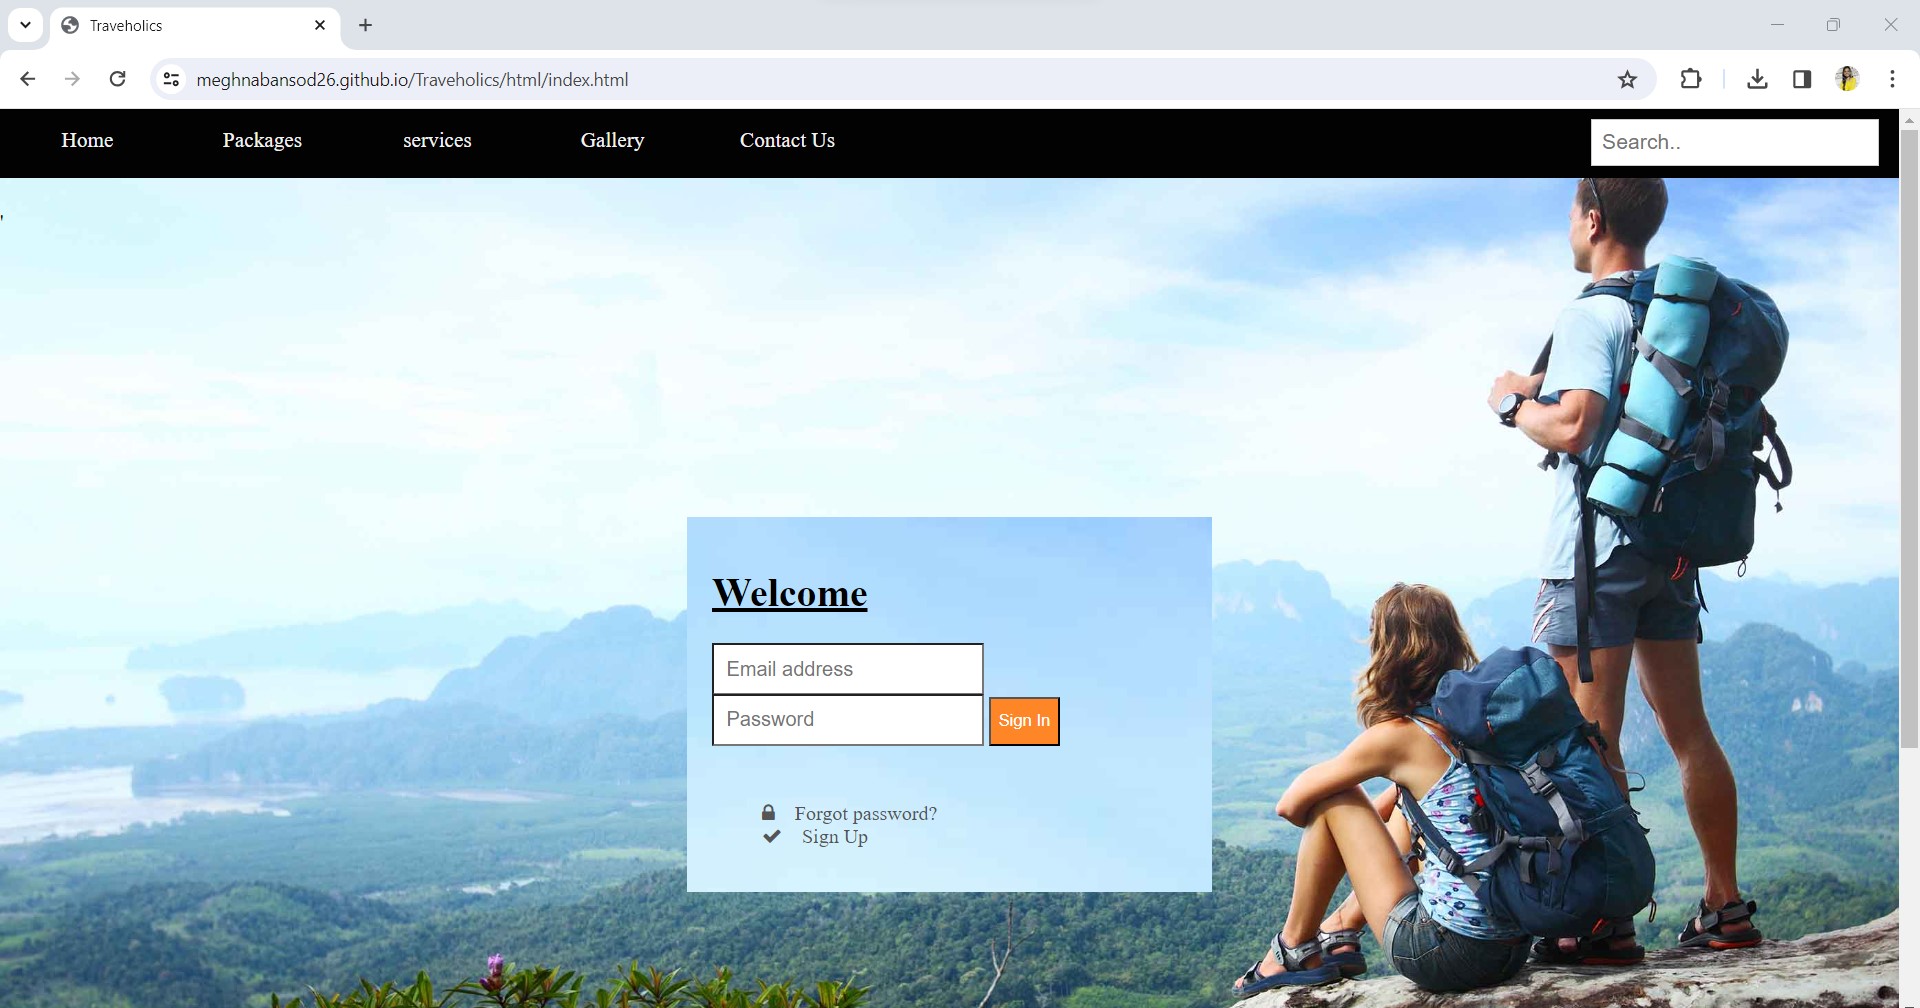 Traveholics
meghnabansod26.github.io/Traveholics/html/index.html
Home Packages services Gallery Contact Us Search..
'
Welcome
Email address
Password Sign In
Forgot password?
Sign Up